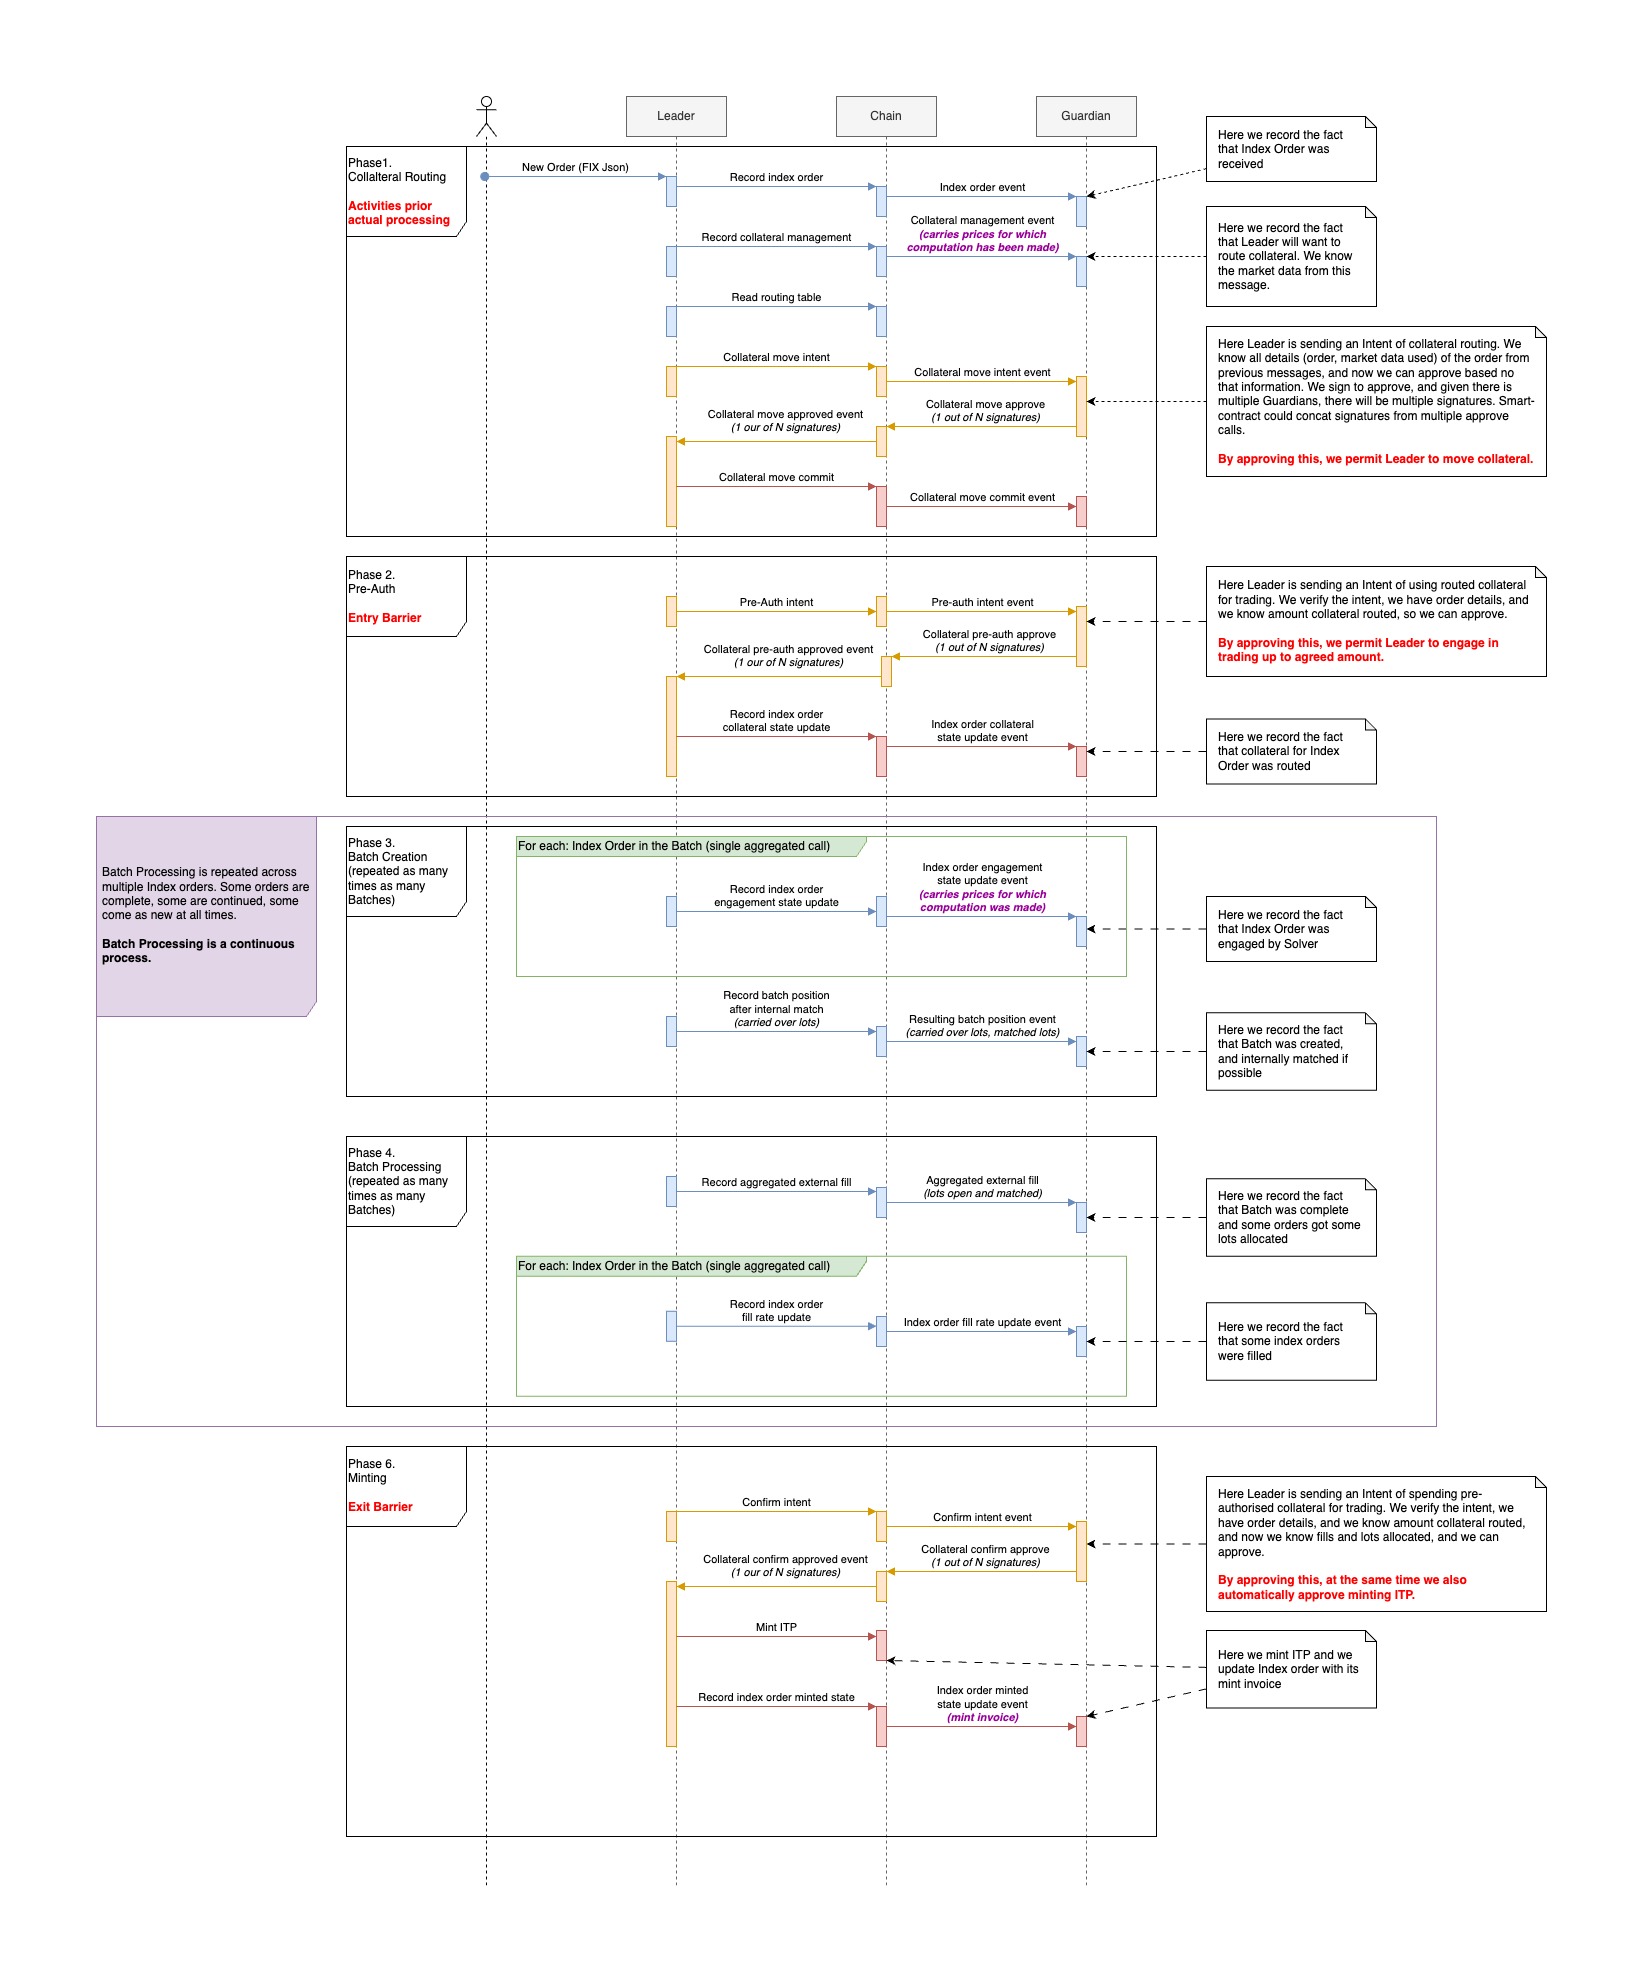 Leader
Chain
Guardian
Phase1.
Collalteral Routing
Activities prior
actual processing
New Order (FIX Json)
Record index order
Index order event
Here we record the fact
that Index Order was
received
Record collateral management
Collateral management event
(carries prices for which
computation has been made)
Here we record the fact
that Leader will want to
route collateral. We know
the market data from this
message.
Read routing table
Collateral move intent
Collateral move intent event
Collateral move approve
(1 out of N signatures)
Collateral move approved event
(1 our of N signatures)
Here Leader is sending an Intent of collateral routing. We
know all details (order, market data used) of the order from
previous messages, and now we can approve based no
that information. We sign to approve, and given there is
multiple Guardians, there will be multiple signatures. Smart-
contract could concat signatures from multiple approve
calls.
By approving this, we permit Leader to move collateral.
Collateral move commit
Collateral move commit event
Phase 2.
Pre-Auth
Entry Barrier
Pre-Auth intent
Pre-auth intent event
Collateral pre-auth approve
(1 out of N signatures)
Collateral pre-auth approved event
(1 our of N signatures)
Here Leader is sending an Intent of using routed collateral
for trading. We verify the intent, we have order details, and
we know amount collateral routed, so we can approve.
By approving this, we permit Leader to engage in
trading up to agreed amount.
Record index order
collateral state update
Index order collateral
state update event
Here we record the fact
that collateral for Index
Order was routed
Batch Processing is repeated across
multiple Index orders. Some orders are
complete, some are continued, some
come as new at all times.
Batch Processing is a continuous
process.
Phase 3.
Batch Creation
(repeated as many
times as many
Batches)
For each: Index Order in the Batch (single aggregated call)
Record index order
engagement state update
Index order engagement
state update event
(carries prices for which
computation was made)
Here we record the fact
that Index Order was
engaged by Solver
Record batch position
after internal match
(carried over lots)
Resulting batch position event
(carried over lots, matched lots)
Here we record the fact
that Batch was created,
and internally matched if
possible
Phase 4.
Batch Processing
(repeated as many
times as many
Batches)
Record aggregated external fill
Aggregated external fill
(lots open and matched)
Here we record the fact
that Batch was complete
and some orders got some
lots allocated
For each: Index Order in the Batch (single aggregated call)
Record index order
fill rate update
Index order fill rate update event
Here we record the fact
that some index orders
were filled
Phase 6.
Minting
Exit Barrier
Confirm intent
Confirm intent event
Collateral confirm approve
(1 out of N signatures)
Collateral confirm approved event
(1 our of N signatures)
Here Leader is sending an Intent of spending pre-
authorised collateral for trading. We verify the intent, we
have order details, and we know amount collateral routed,
and now we know fills and lots allocated, and we can
approve.
By approving this, at the same time we also
automatically approve minting ITP.
Mint ITP
Here we mint ITP and we
update Index order with its
mint invoice
Record index order minted state
Index order minted
state update event
(mint invoice)